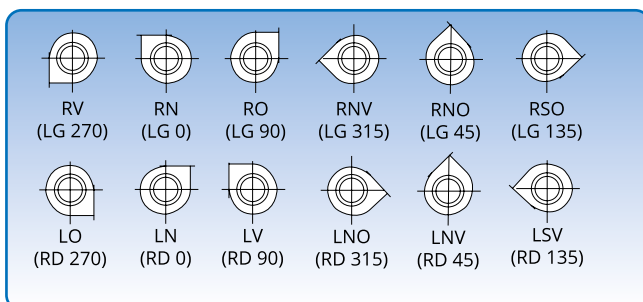 RV RN RO RNV RNO RSO
(LG 270) (LG 0) (LG 90) (LG 315) (LG 45) (LG 135)
LO LN LV LNO LNV LSV
(RD 270) (RD 0) (RD 90) (RD 315) (RD 45) (RD 135)